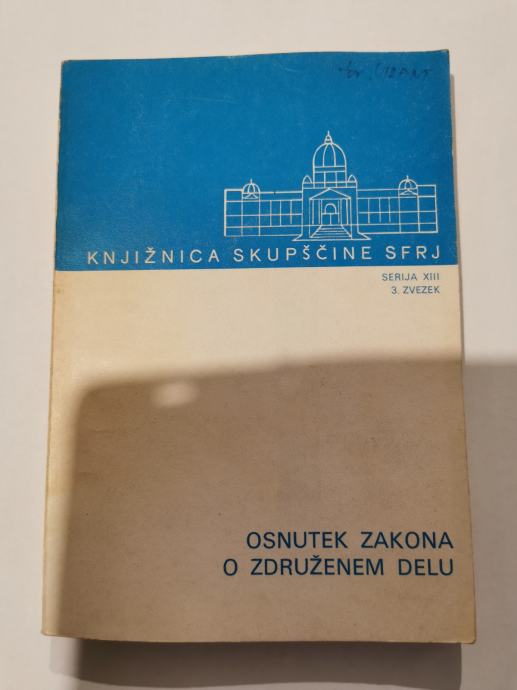 KNJIŽNICA SKUPŠČINE SFRJ
SERIJA XIII
3. ZVEZEK
OSNUTEK ZAKONA
O ZDRUŽENEM DELU